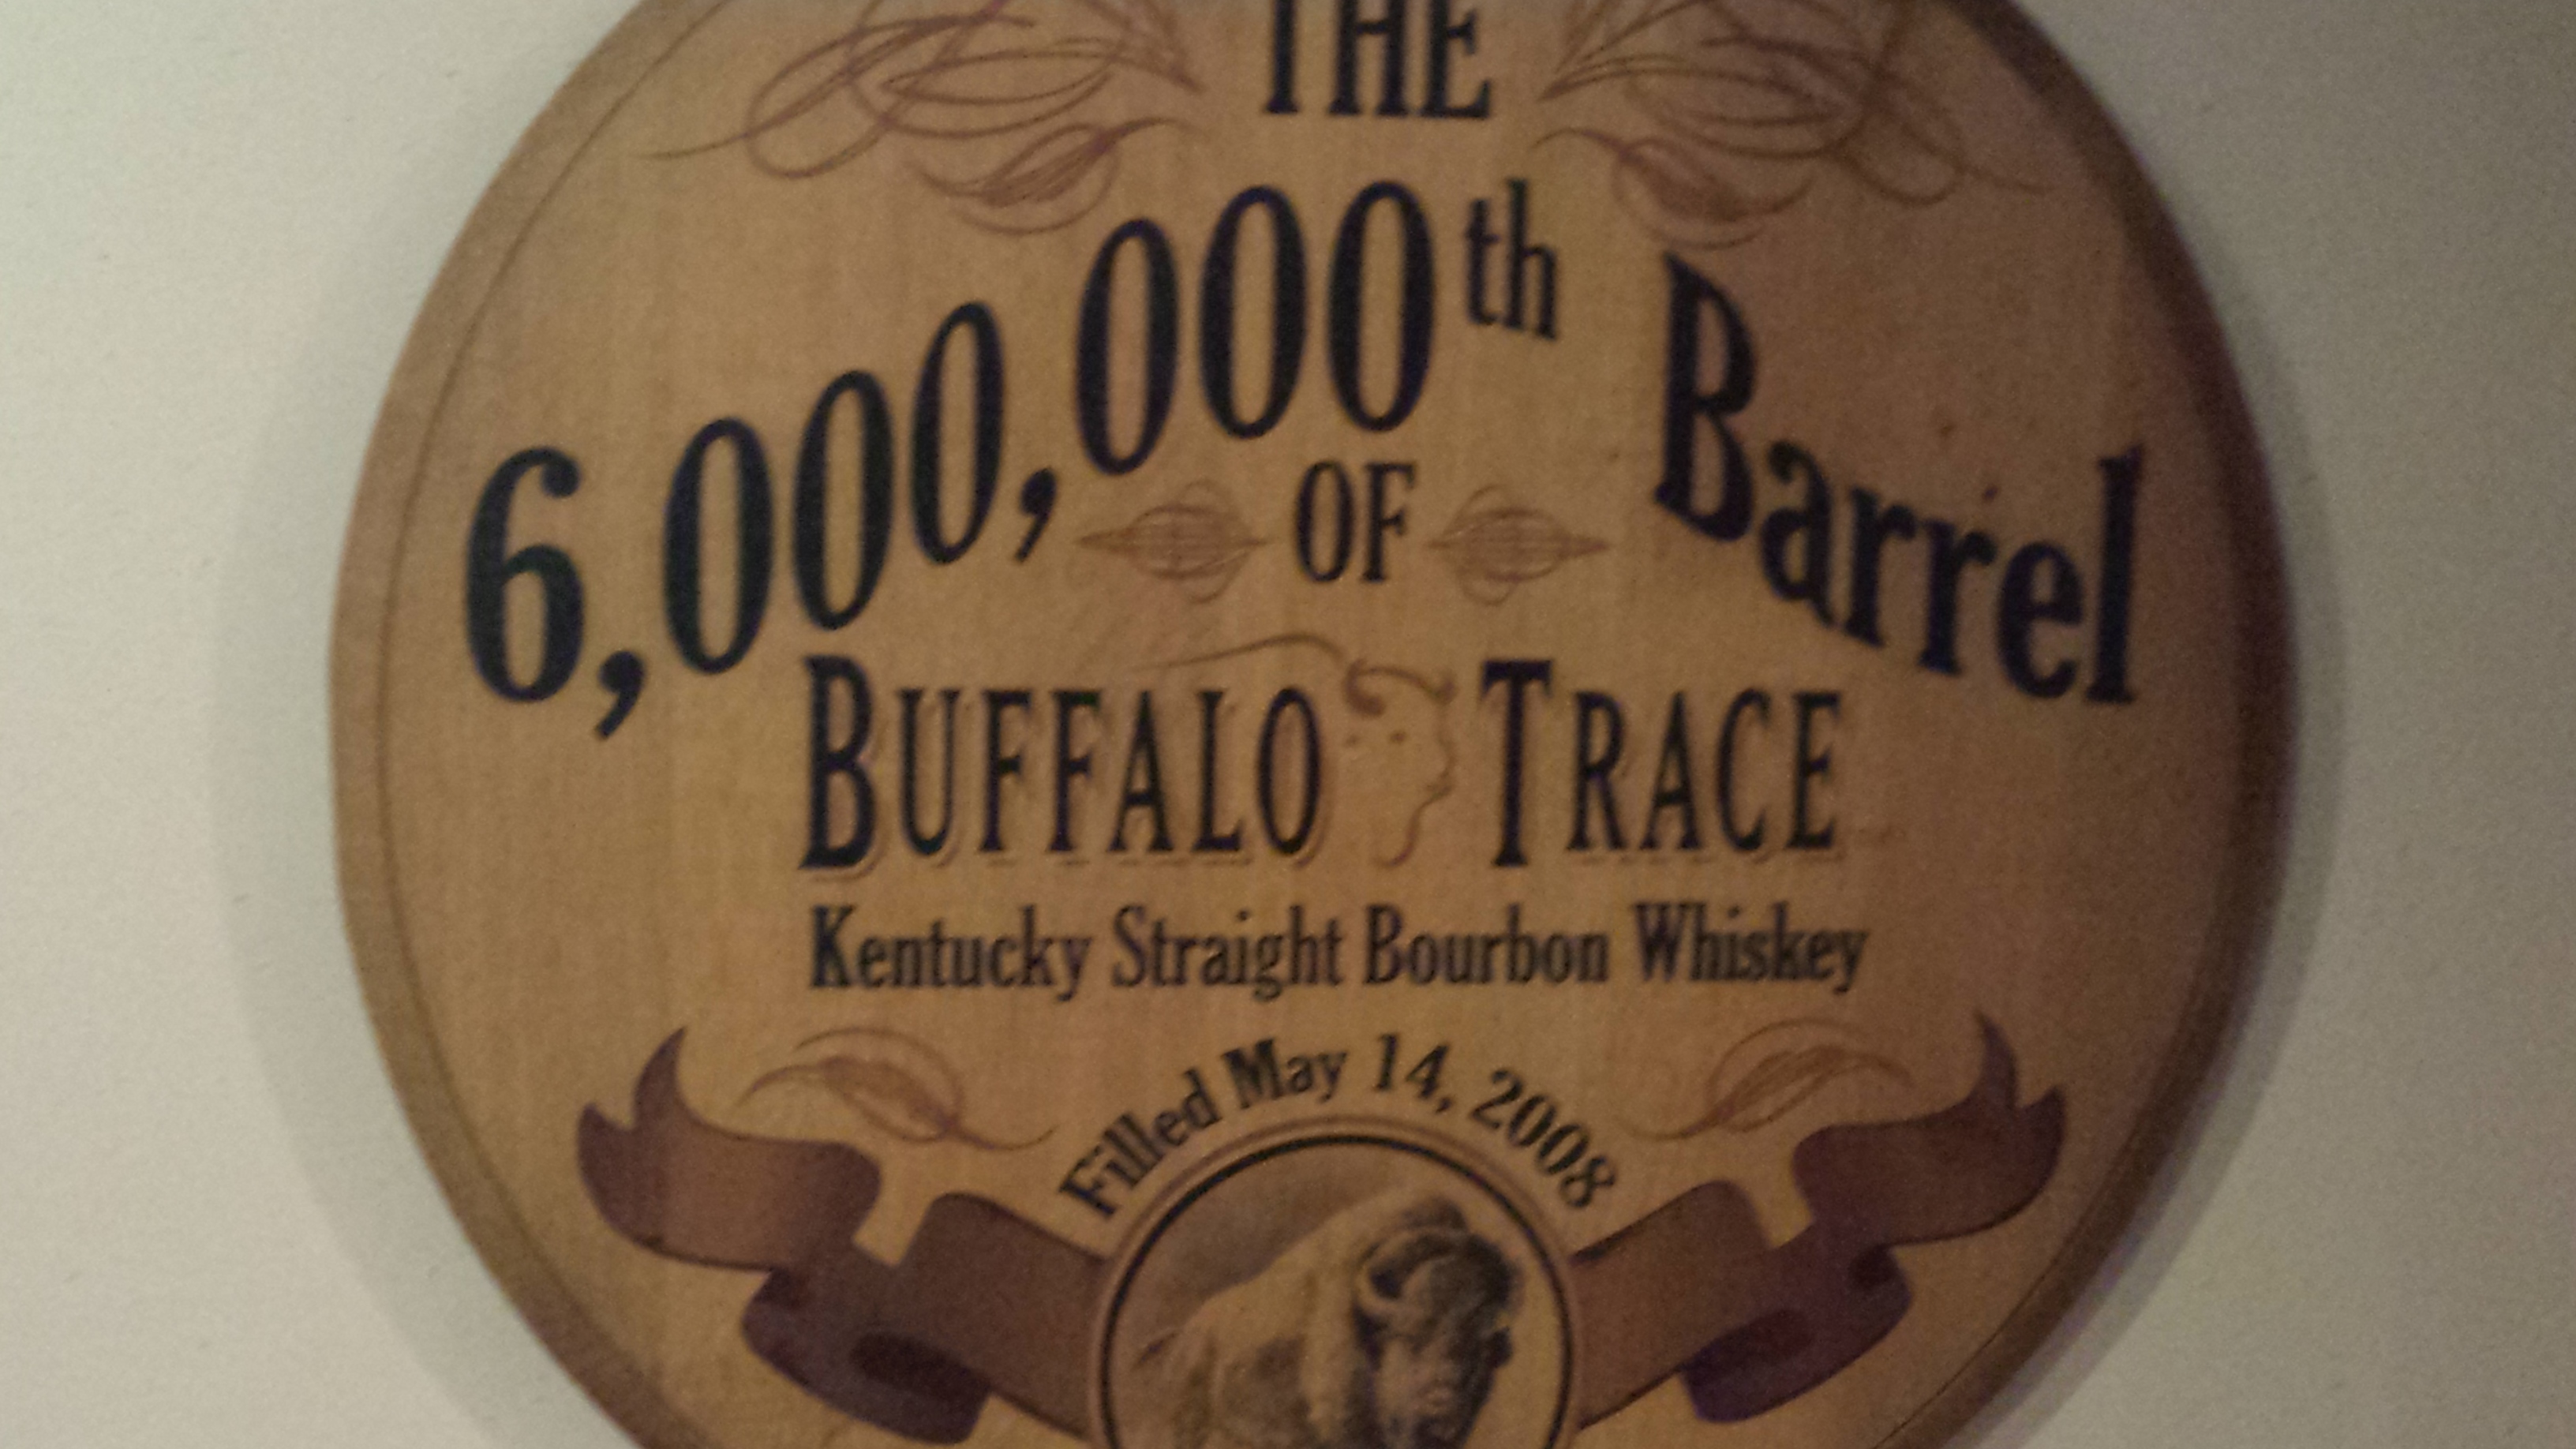 THE
6,000,000th Barrel
OF
BUFFALO TRACE
Kentucky Straight Bourbon Whiskey
Filled May 14, 2008